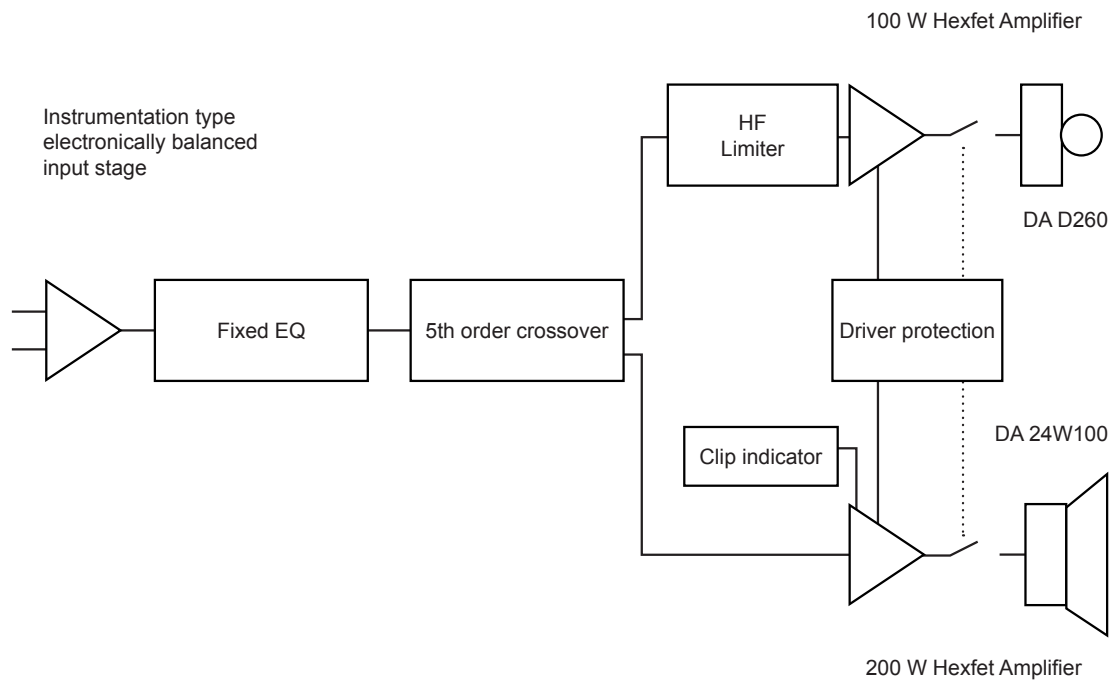 100 W Hexfet Amplifier
Instrumentation type
electronically balanced
input stage
HF
Limiter
DA D260
Fixed EQ
5th order crossover
Driver protection
DA 24W100
Clip indicator
200 W Hexfet Amplifier